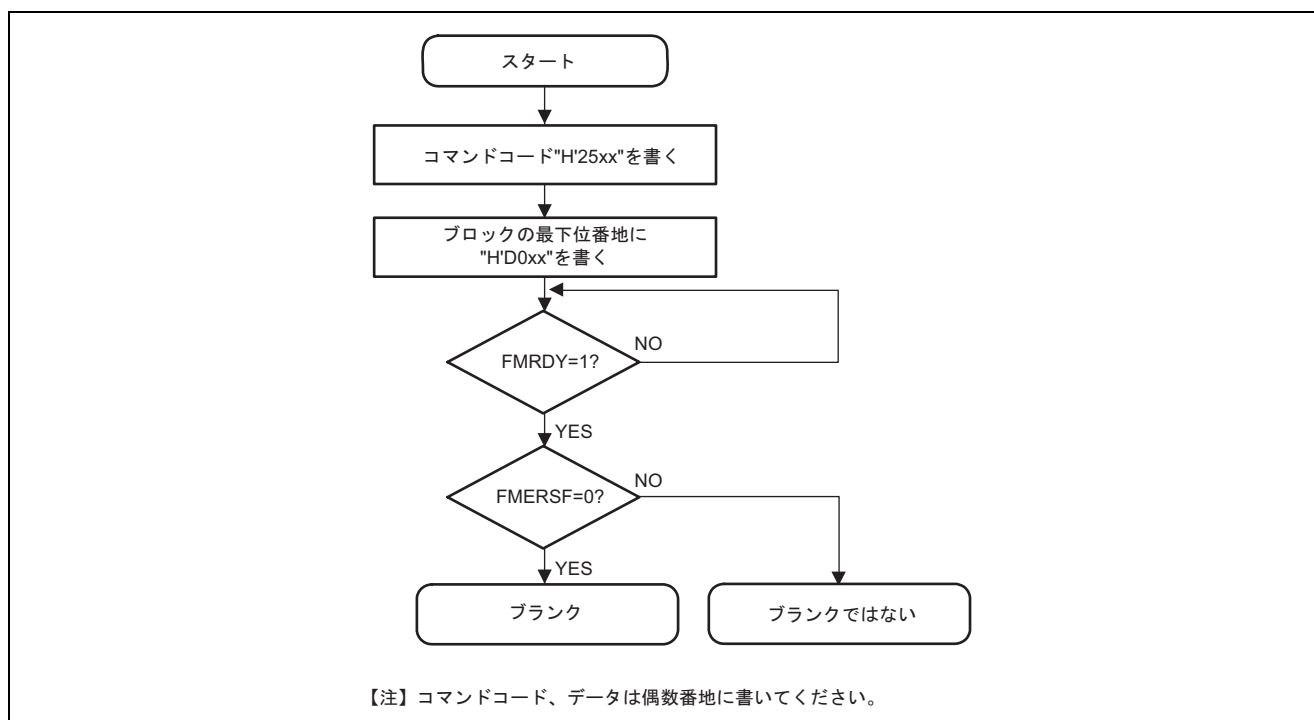 スタート
コマンドコード"H'25xx"を書く
ブロックの最下位番地に
"H'D0xx"を書く
FMRDY=1?
NO
YES
FMERSF=0?
NO
YES
ブランク
ブランクではない
【注】コマンドコード、データは偶数番地に書いてください。